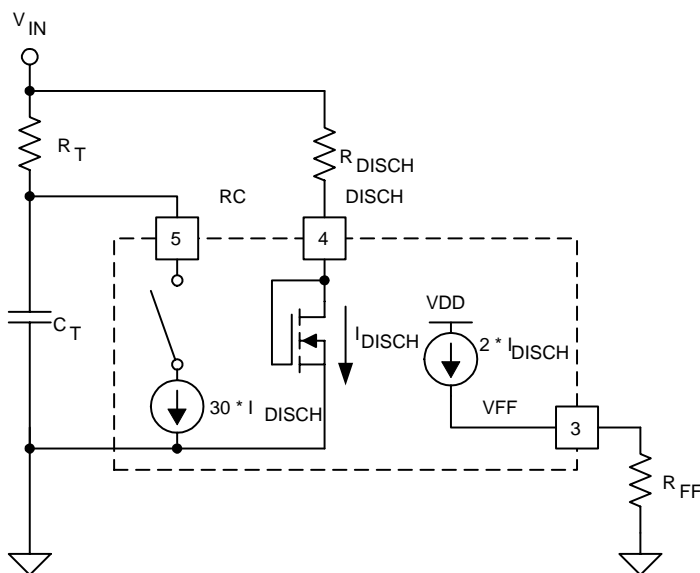 V IN
R T
R DISCH
RC
DISCH
5
4
C T
VDD
I DISCH
2 * I DISCH
30 * I DISCH
VFF
3
R FF